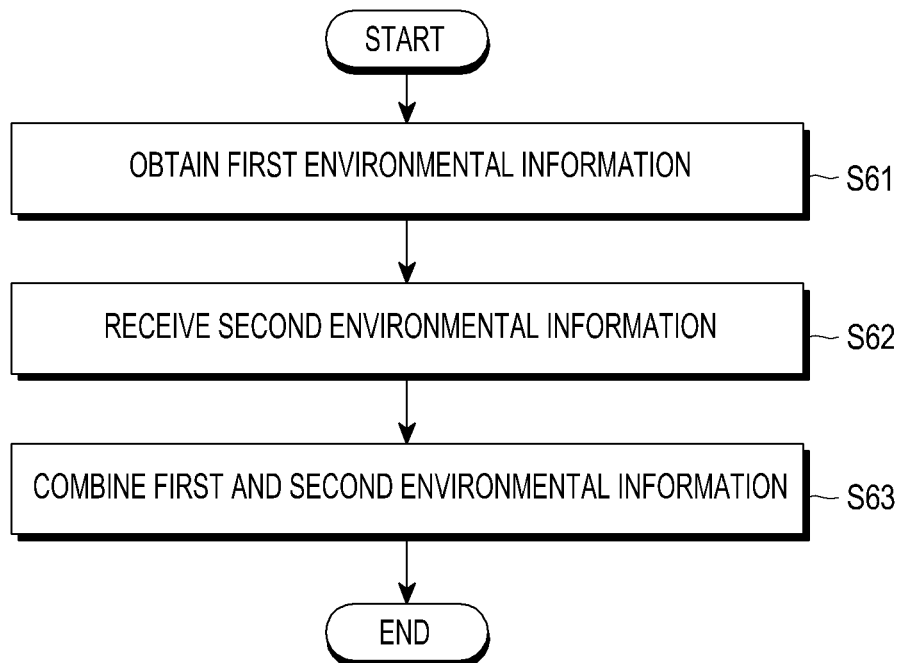 START
OBTAIN FIRST ENVIRONMENTAL INFORMATION
S61
RECEIVE SECOND ENVIRONMENTAL INFORMATION
S62
COMBINE FIRST AND SECOND ENVIRONMENTAL INFORMATION
S63
END